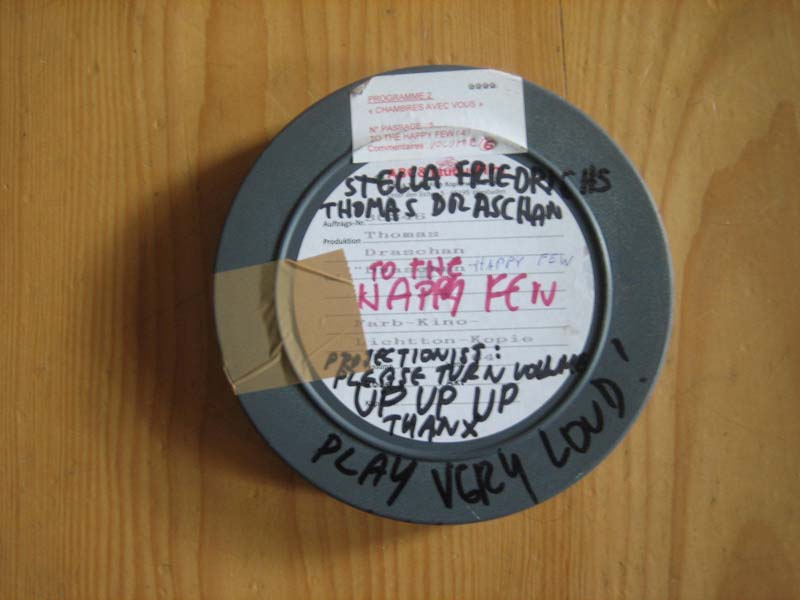 PROGRAMME 2
« CHAMBRES AVEC VOUS »
N° PASSAGE
TO THE HAPPY FEW
Commentaires : VOLUME 6
STELLA FRIEDRICHS
THOMAS DRASCHAN
Auftrags-Nr.
Produktion Thomas
Draschan
HAPPY FEW
TO THE
HAPPY FEW
Farb-Kino-
Lichtton-Kopie
PROJECTIONIST:
PLEASE TURN VOLUME
UP UP UP
THANX
PLAY VERY LOUD!